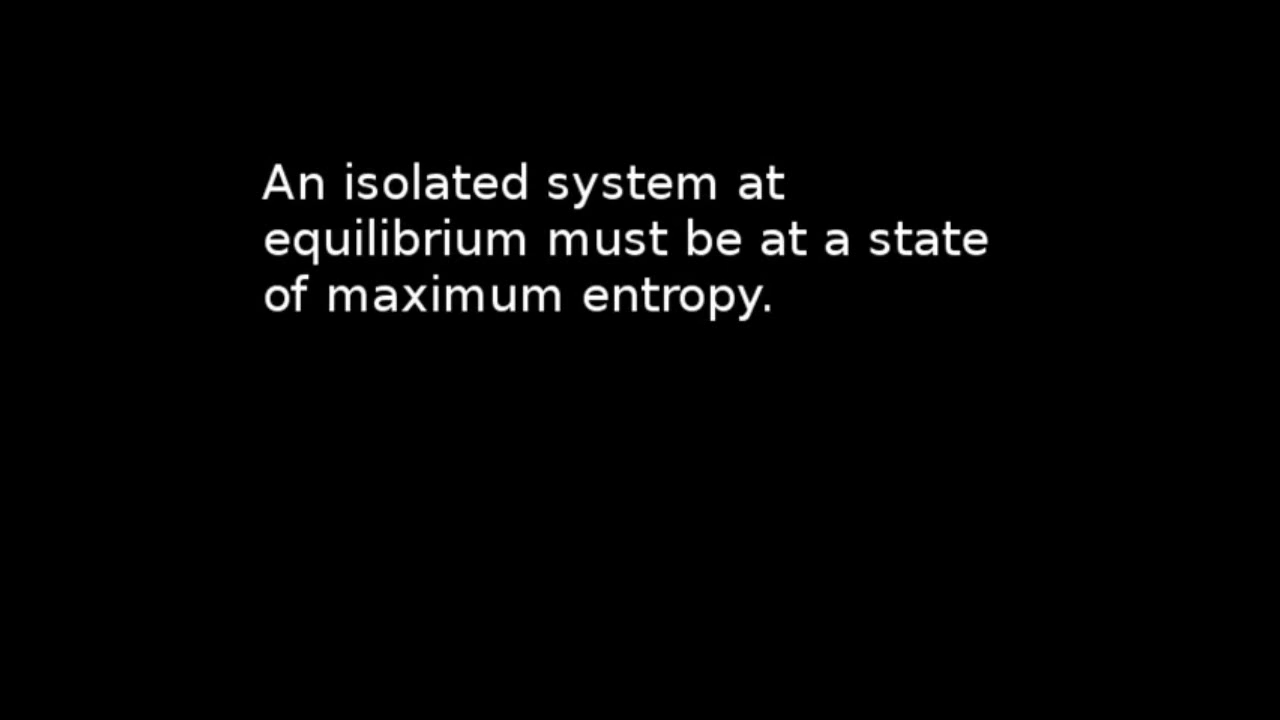 An isolated system at
equilibrium must be at a state
of maximum entropy.